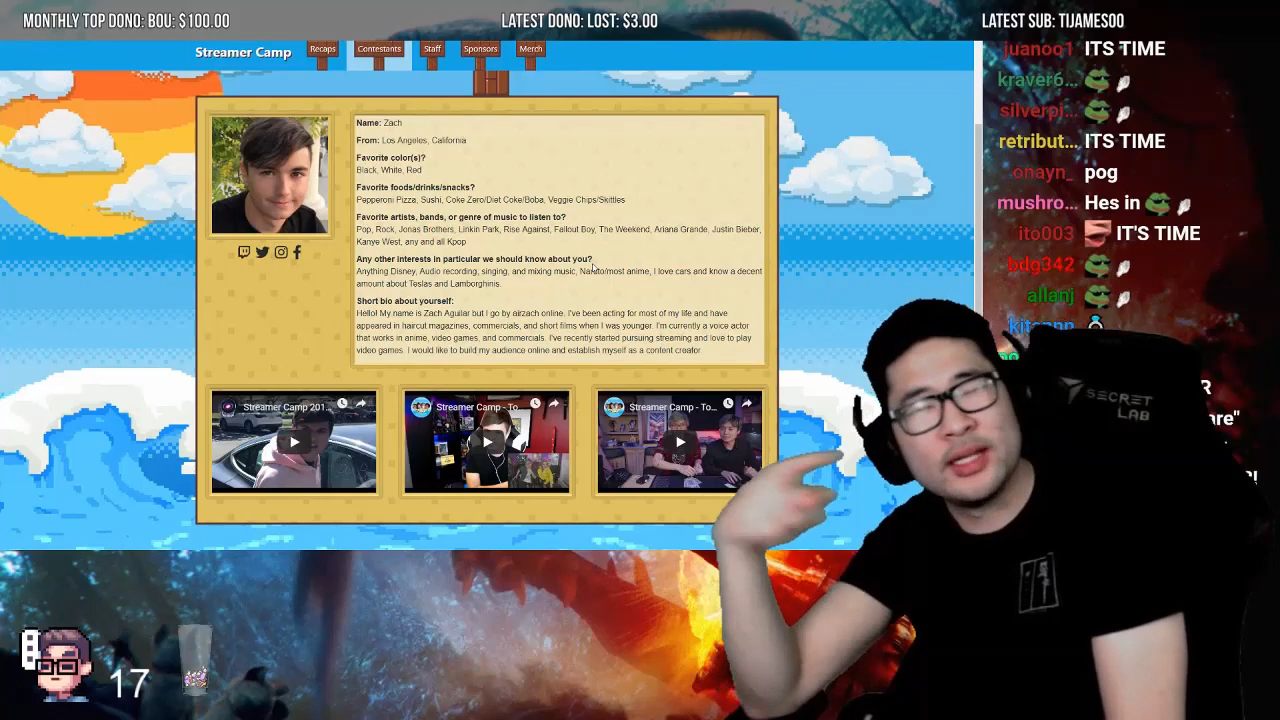 MONTHLY TOP DONO: BOU: $100.00
LATEST DONO: LOST: $3.00
LATEST SUB: TIJAMESOO
Streamer Camp
Recaps
Contestants
Staff
Sponsors
Merch
Name: Zach
From: Los Angeles, California
Favorite color(s)?
Black, White, Red
Favorite foods/drinks/snacks?
Pepperoni Pizza, Sushi, Coke Zero/Diet Coke/Boba, Veggie Chips/Skittles
Favorite artists, bands, or genre of music to listen to?
Pop, Rock, Jonas Brothers, Linkin Park, Rise Against, Fallout Boy, The Weekend, Ariana Grande, Justin Bieber,
Kanye West, any and all Kpop
Any other interests in particular we should know about you?
Anything Disney, Audio recording, singing, and mixing music, Naruto/most anime, I love cars and know a decent
amount about Teslas and Lamborghinis.
Short bio about yourself:
Hello! My name is Zach Aguilar but I go by airzach online. I've been acting for most of my life and have
appeared in haircut magazines, commercials, and short films when I was younger. I'm currently a voice actor
that works in anime, video games, and commercials. I've recently started pursuing streaming and love to play
video games. I would like to build my audience online and establish myself as a content creator
Streamer Camp 201...
Streamer Camp - To...
Streamer Camp - To...
juanoo1 ITS TIME
kraver6...
silverpi...
retribut... ITS TIME
onayn_ pog
mushro... Hes in
ito003 IT'S TIME
bdg342
allanj
SECRET
LAB
17